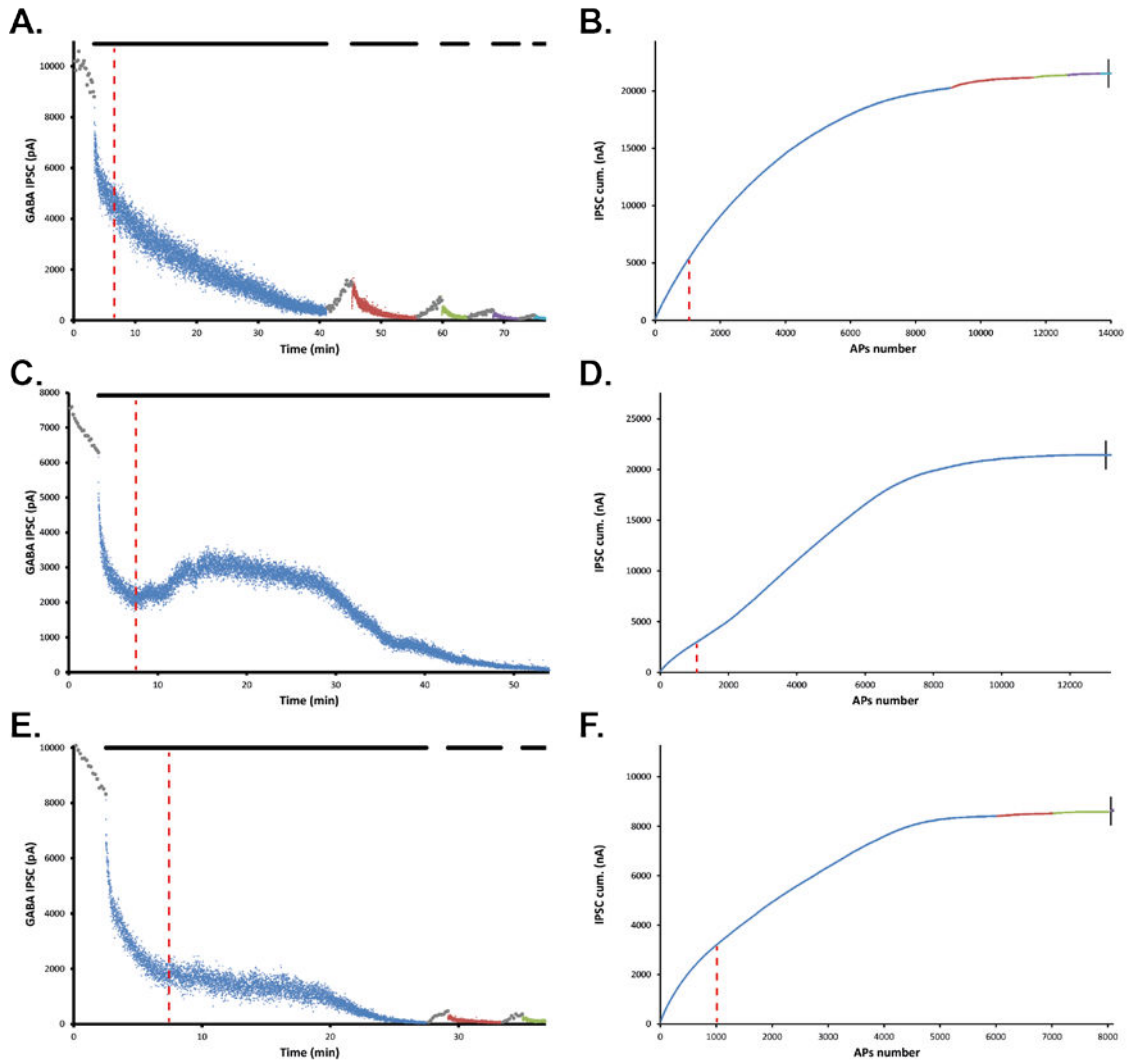 A.
GABA IPSC (pA)
10000
8000
6000
4000
2000
0
0 10 20 30 40 50 60 70
Time (min)
B.
IPSC cum. (nA)
20000
15000
10000
5000
0
0 2000 4000 6000 8000 10000 12000 14000
APs number
C.
GABA IPSC (pA)
8000
7000
6000
5000
4000
3000
2000
1000
0
0 10 20 30 40 50
Time (min)
D.
IPSC cum. (nA)
25000
20000
15000
10000
5000
0
0 2000 4000 6000 8000 10000 12000
APs number
E.
GABA IPSC (pA)
10000
8000
6000
4000
2000
0
0 10 20 30
Time (min)
F.
IPSC cum. (nA)
10000
8000
6000
4000
2000
0
0 1000 2000 3000 4000 5000 6000 7000 8000
APs number